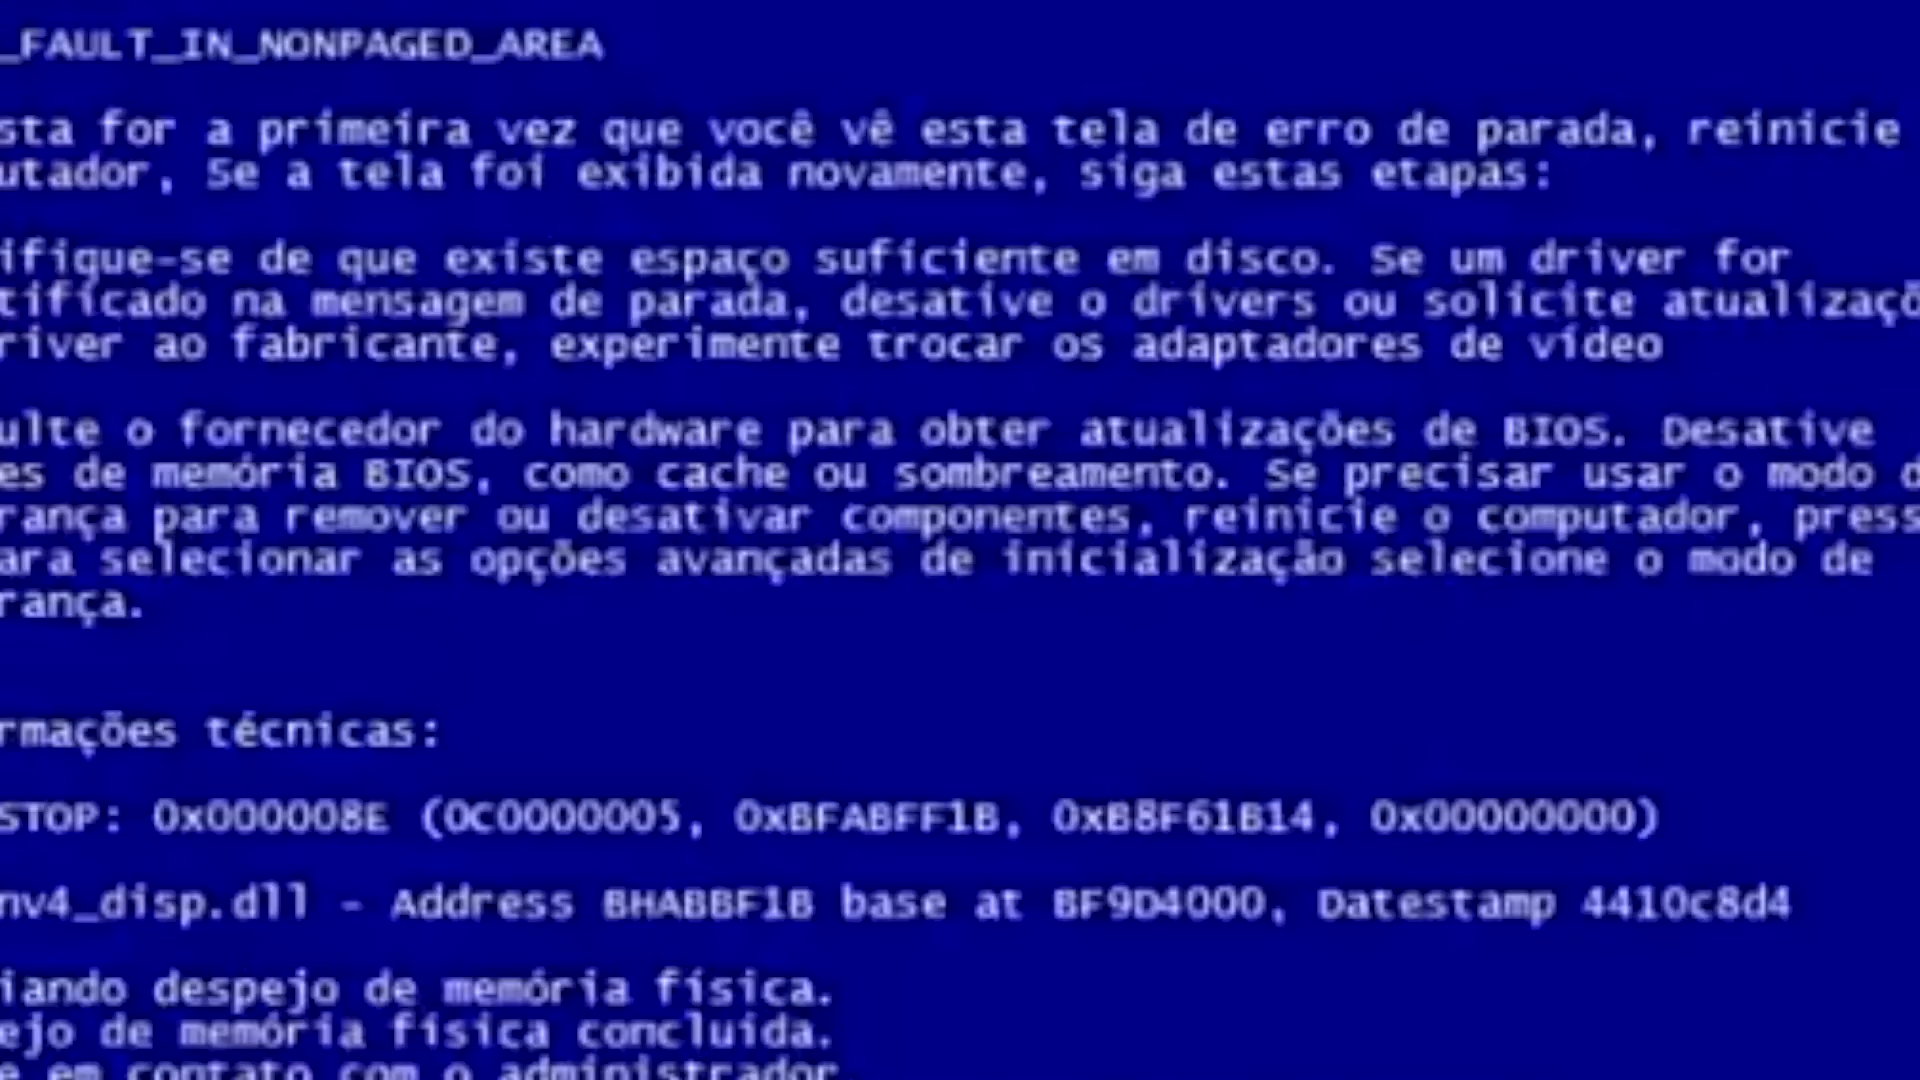 _FAULT_IN_NONPAGED_AREA
sta for a primeira vez que você vê esta tela de erro de parada, reinicie
utador, Se a tela foi exibida novamente, siga estas etapas:
ifique-se de que existe espaço suficiente em disco. Se um driver for
tificado na mensagem de parada, desative o drivers ou solicite atualizaçõ
river ao fabricante, experimente trocar os adaptadores de vídeo
ulte o fornecedor do hardware para obter atualizações de BIOS. Desative
es de memória BIOS, como cache ou sombreamento. Se precisar usar o modo d
rança para remover ou desativar componentes, reinicie o computador, press
ara selecionar as opções avançadas de inicialização selecione o modo de
rança.
rmações técnicas:
STOP: 0x000008E (0C0000005, 0xBFABFF1B, 0xB8F61B14, 0x00000000)
nv4_disp.dll - Address BHABBF1B base at BF9D4000, Datestamp 4410c8d4
iando despejo de memória física.
ejo de memória física concluída.
e em contato com o administrador